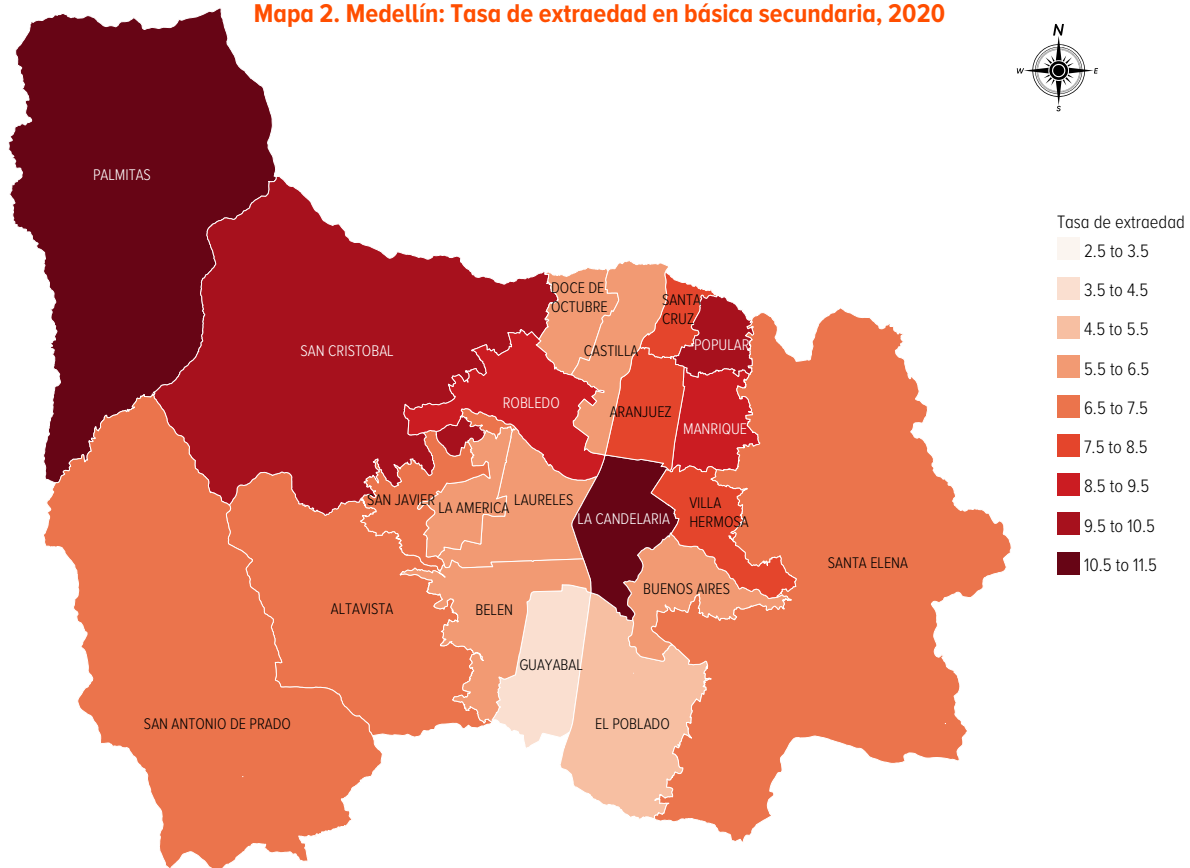 Mapa 2. Medellín: Tasa de extraedad en básica secundaria, 2020
N
W
E
S
PALMITAS
Tasa de extraedad
2.5 to 3.5
3.5 to 4.5
4.5 to 5.5
5.5 to 6.5
6.5 to 7.5
7.5 to 8.5
8.5 to 9.5
9.5 to 10.5
10.5 to 11.5
DOCE DE
OCTUBRE
SANTA
CRUZ
SAN CRISTOBAL
CASTILLA
POPULAR
ROBLEDO
ARANJUEZ
MANRIQUE
SAN JAVIER
LA AMERICA
LAURELES
LA CANDELARIA
VILLA
HERMOSA
SANTA ELENA
BUENOS AIRES
ALTAVISTA
BELEN
GUAYABAL
SAN ANTONIO DE PRADO
EL POBLADO